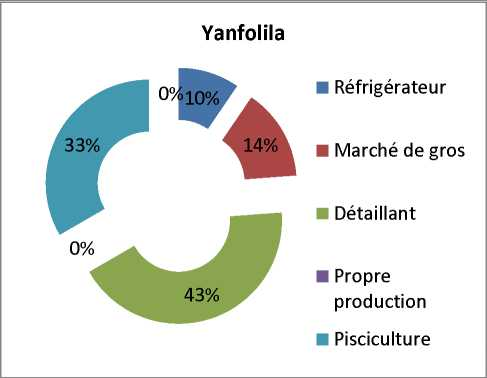 Yanfolila
0%
10%
14%
43%
0%
33%
Réfrigérateur
Marché de gros
Détaillant
Propre
production
Pisciculture